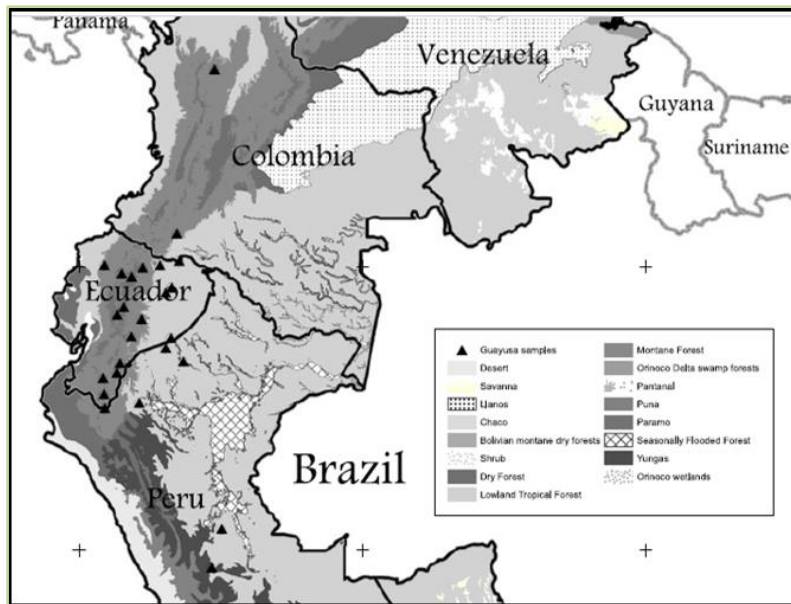 Panama
Venezuela
Guyana
Suriname
Colombia
Ecuador
Brazil
Peru
Guayusa samples
Desert
Savanna
Llanos
Chaco
Bolivian montane dry forests
Shrub
Dry Forest
Lowland Tropical Forest
Montane Forest
Orinoco Delta swamp forests
Pantanal
Puna
Paramo
Seasonally Flooded Forest
Yungas
Orinoco wetlands